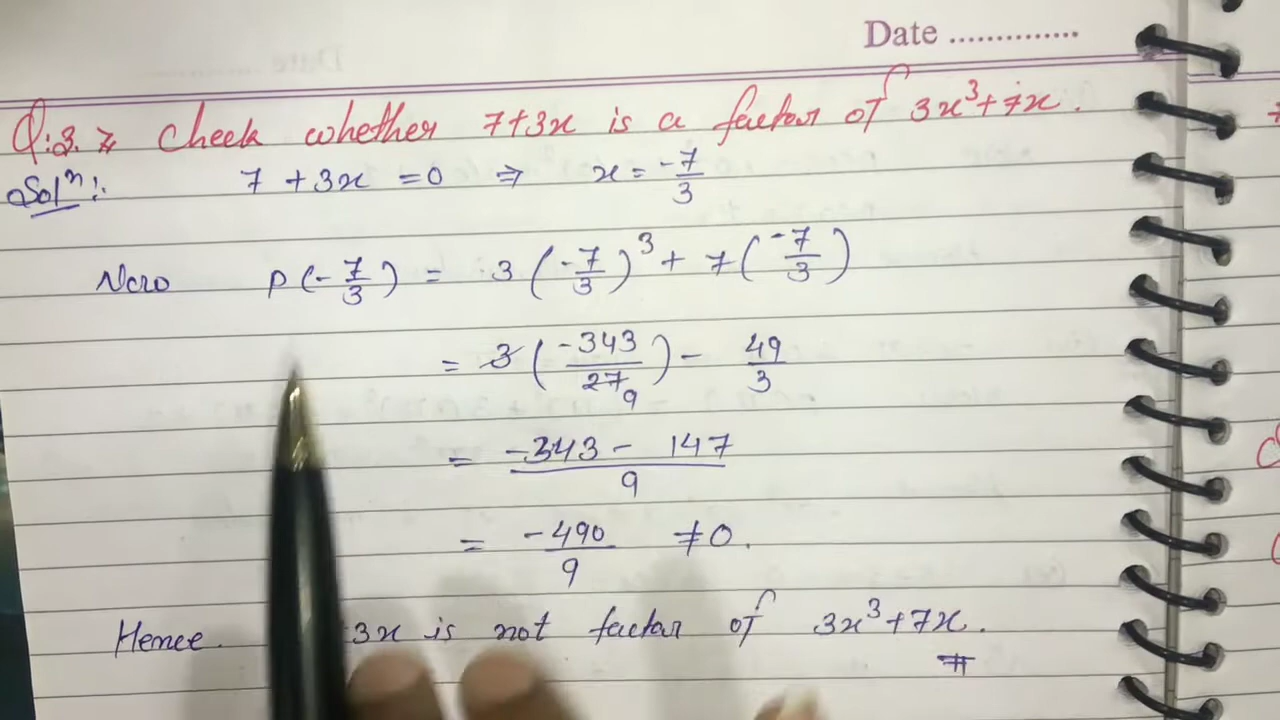 Date ..............
Q:3.⇒ Check whether 7+3x is a factor of 3x³+7x.
Solⁿ:. 7 + 3x = 0 ⇒ x = -7/3
Now P(-7/3) = 3(-7/3)³ + 7(-7/3)
= 3(-343/27 9) - 49/3
= -343 - 147/9
= -490/9 ≠0.
Hence. 3x is not factor of 3x³+7x.